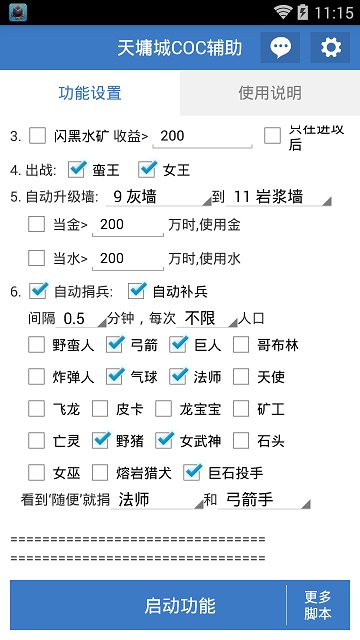 11:15
天墉城COC辅助
功能设置 使用说明
3. 闪黑水矿 收益> 200 只在进攻后
4. 出战: 蛮王 女王
5. 自动升级墙: 9 灰墙 到 11 岩浆墙
当金> 200 万时,使用金
当水> 200 万时,使用水
6. 自动捐兵: 自动补兵
间隔 0.5 分钟，每次 不限 人口
野蛮人 弓箭 巨人 哥布林
炸弹人 气球 法师 天使
飞龙 皮卡 龙宝宝 矿工
亡灵 野猪 女武神 石头
女巫 熔岩猎犬 巨石投手
看到‘随便’就捐 法师 和 弓箭手
================================
================================
启动功能 更多脚本